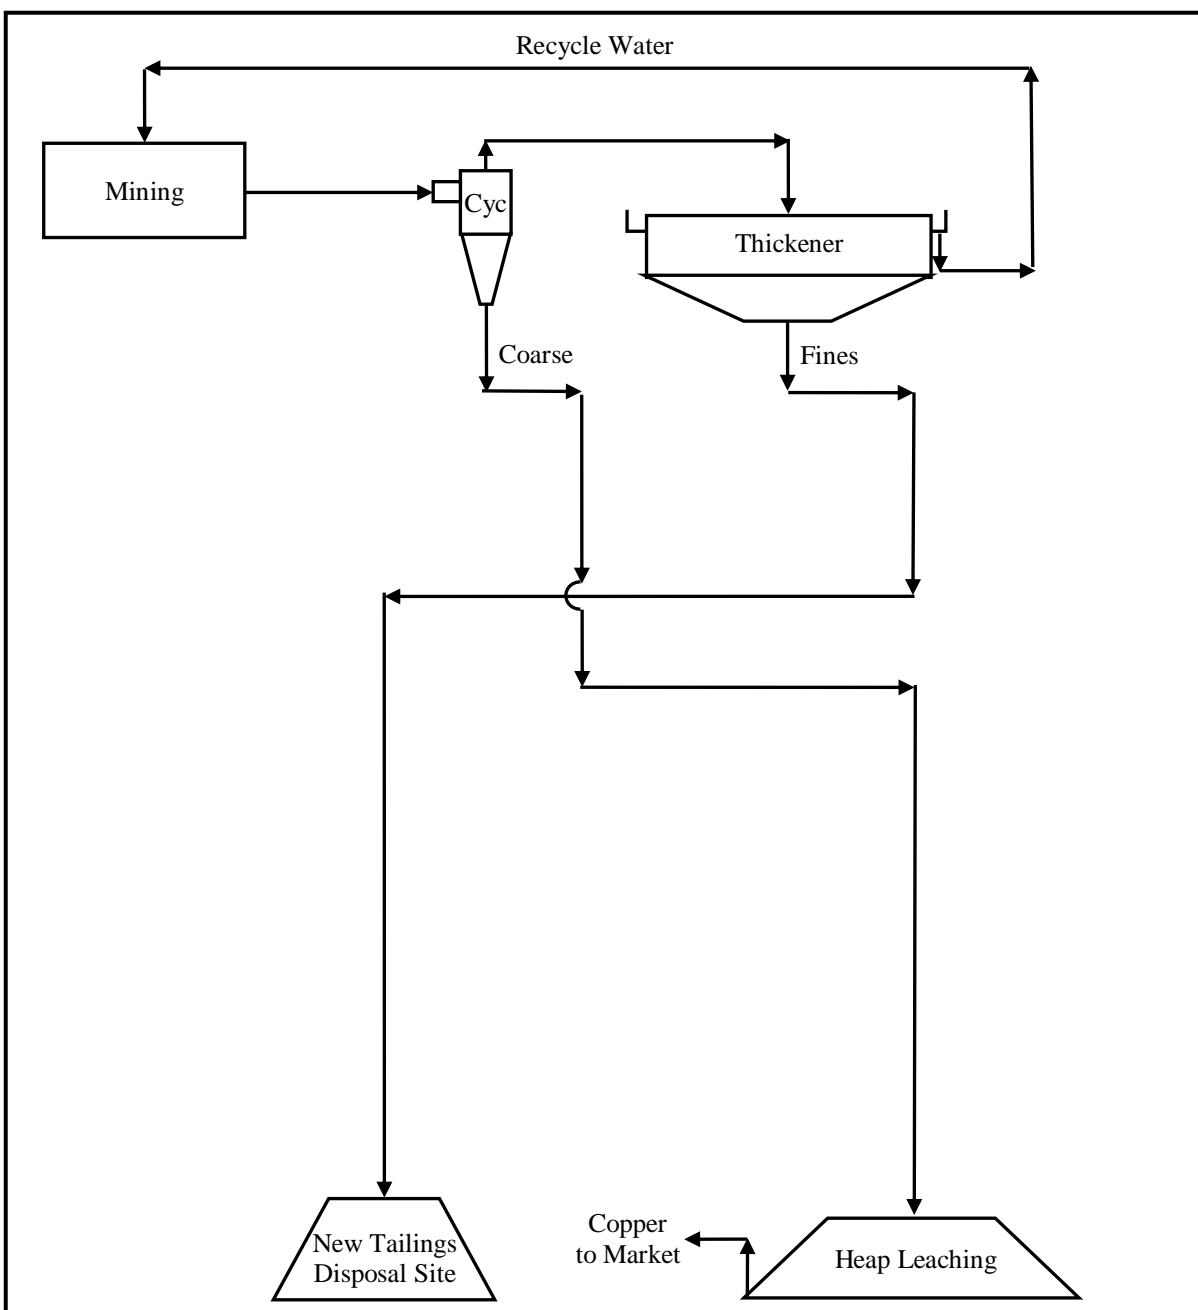 Recycle Water
Mining
Cyc
Thickener
Coarse
Fines
New Tailings
Disposal Site
Copper
to Market
Heap Leaching